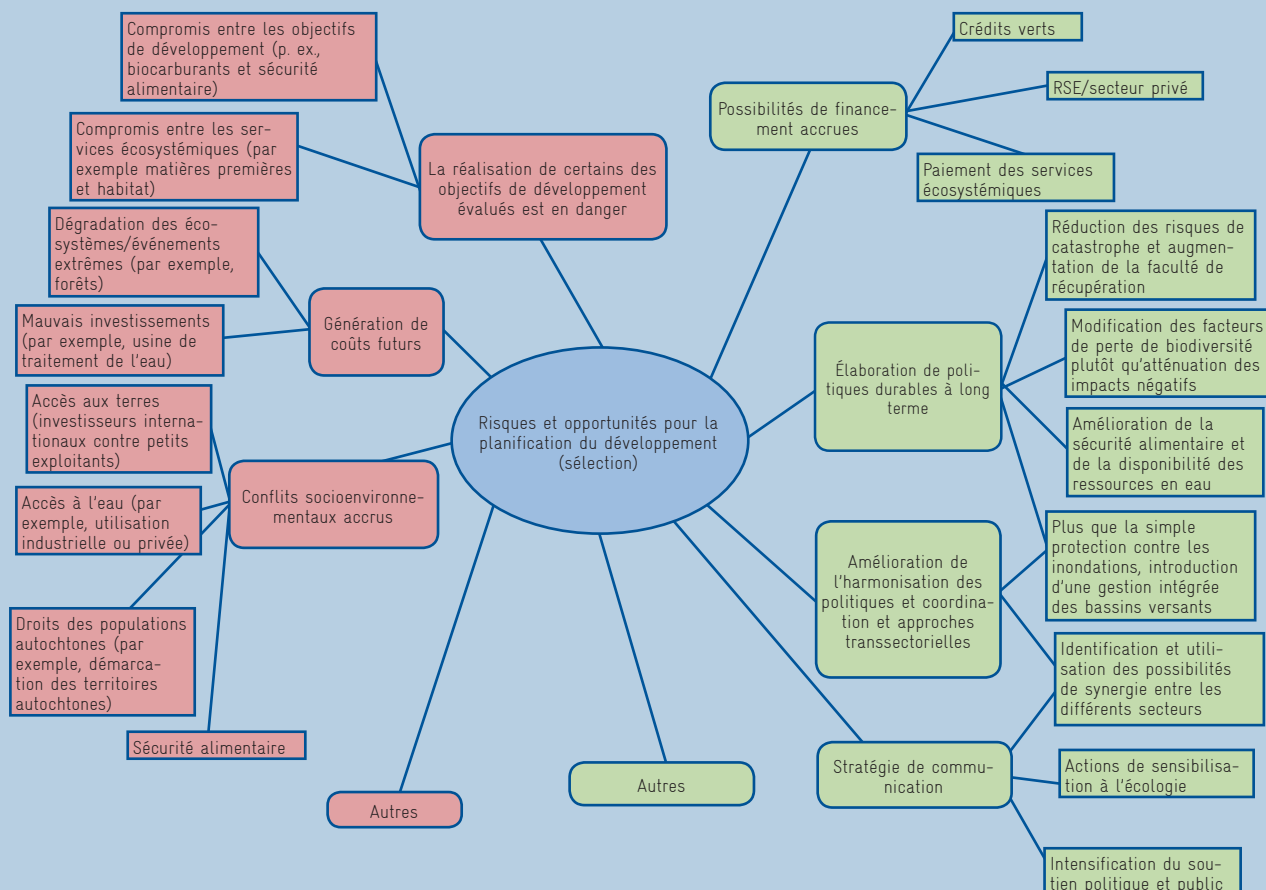 Compromis entre les objectifs
de développement (p. ex.,
biocarburants et sécurité
alimentaire)
Compromis entre les ser-
vices écosystémiques (par
exemple matières premières
et habitat)
La réalisation de certains des
objectifs de développement
évalués est en danger
Dégradation des éco-
systèmes/événements
extrêmes (par exemple,
forêts)
Mauvais investissements
(par exemple, usine de
traitement de l'eau)
Génération de
coûts futurs
Accès aux terres
(investisseurs interna-
tionaux contre petits
exploitants)
Accès à l'eau (par
exemple, utilisation
industrielle ou privée)
Droits des populations
autochtones (par
exemple, démarca-
tion des territoires
autochtones)
Sécurité alimentaire
Conflits socioenvironne-
mentaux accrus
Autres
Risques et opportunités pour la
planification du développement
(sélection)
Autres
Possibilités de finance-
ment accrues
Crédits verts
RSE/secteur privé
Paiement des services
écosystémiques
Élaboration de poli-
tiques durables à long
terme
Réduction des risques de
catastrophe et augmen-
tation de la faculté de
récupération
Modification des facteurs
de perte de biodiversité
plutôt qu'atténuation des
impacts négatifs
Amélioration de la
sécurité alimentaire et
de la disponibilité des
ressources en eau
Plus que la simple
protection contre les
inondations, introduction
d'une gestion intégrée
des bassins versants
Amélioration de
l'harmonisation des
politiques et coordina-
tion et approches
transsectorielles
Identification et utili-
sation des possibilités
de synergie entre les
différents secteurs
Stratégie de commu-
nication
Actions de sensibilisa-
tion à l'écologie
Intensification du sou-
tien politique et public